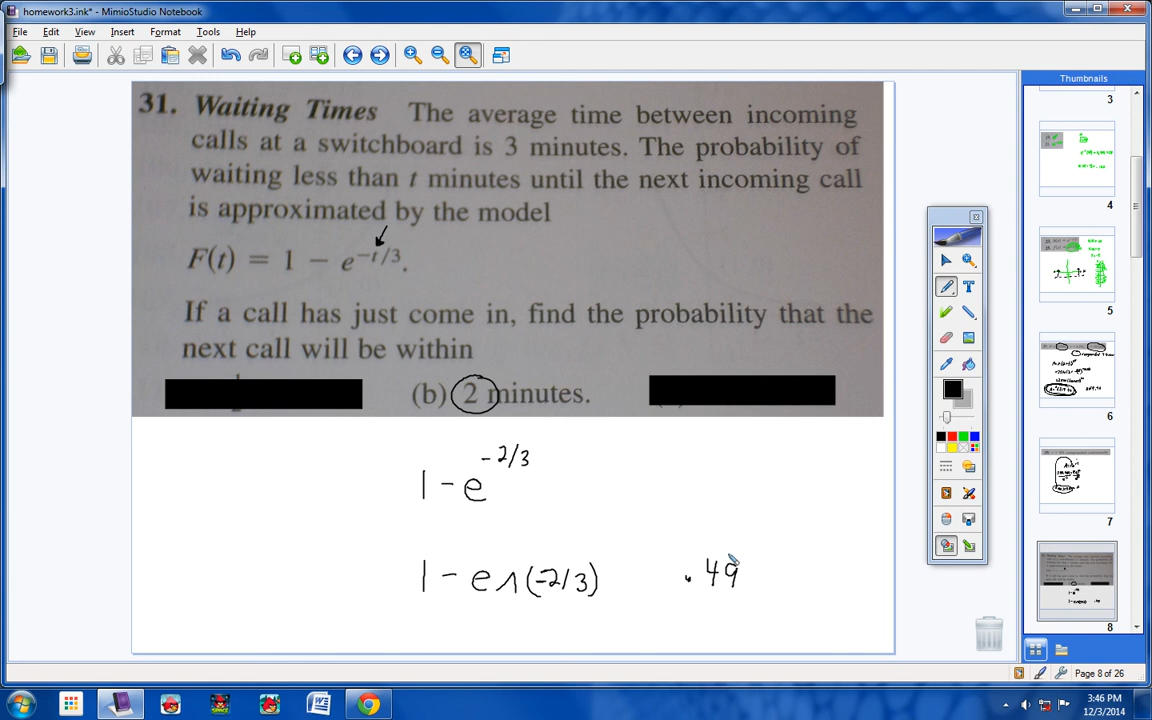 homework3.ink* - MimioStudio Notebook
File Edit View Insert Format Tools Help
31. Waiting Times The average time between incoming
calls at a switchboard is 3 minutes. The probability of
waiting less than t minutes until the next incoming call
is approximated by the model
F(t) = 1 − e^−t/3.
If a call has just come in, find the probability that the
next call will be within
(b) 2 minutes.
1 - e^-2/3
1 - e^(-2/3) .49
Thumbnails
3
4
5
6
7
8
Page 8 of 26
3:46 PM
12/3/2014